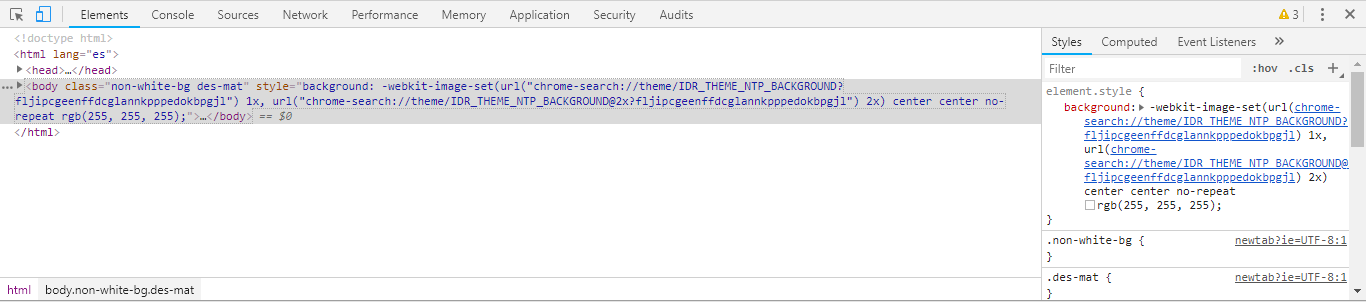 Elements Console Sources Network Performance Memory Application Security Audits 3
<!doctype html>
<html lang="es">
<head>…</head>
<body class="non-white-bg des-mat" style="background: -webkit-image-set(url("chrome-search://theme/IDR_THEME_NTP_BACKGROUND?
fljipcgeenffdcglannkpppedokbpgjl") 1x, url("chrome-search://theme/IDR_THEME_NTP_BACKGROUND@2x?fljipcgeenffdcglannkpppedokbpgjl") 2x) center center no-
repeat rgb(255, 255, 255);">…</body> == $0
</html>
html body.non-white-bg.des-mat
Styles Computed Event Listeners »
Filter :hov .cls +
element.style {
background: -webkit-image-set(url(chrome-
search://theme/IDR_THEME_NTP_BACKGROUND?
fljipcgeenffdcglannkpppedokbpgjl) 1x,
url(chrome-
search://theme/IDR_THEME_NTP_BACKGROUND@
fljipcgeenffdcglannkpppedokbpgjl) 2x)
center center no-repeat
rgb(255, 255, 255);
}
.non-white-bg { newtab?ie=UTF-8:1
}
.des-mat { newtab?ie=UTF-8:1
}